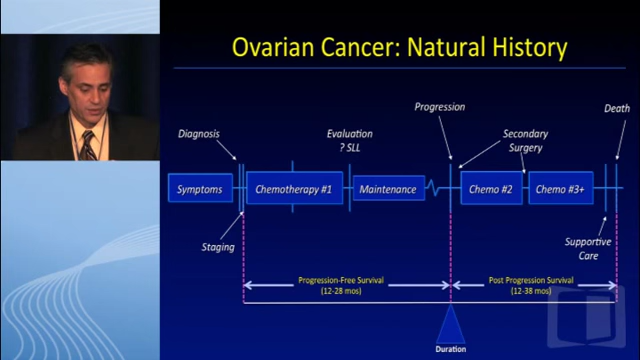 Ovarian Cancer: Natural History
Progression
Death
Diagnosis
Evaluation
? SLL
Secondary
Surgery
Symptoms
Chemotherapy #1
Maintenance
Chemo #2
Chemo #3+
Staging
Supportive
Care
Progression-Free Survival
(12-28 mos)
Post Progression Survival
(12-38 mos)
Duration